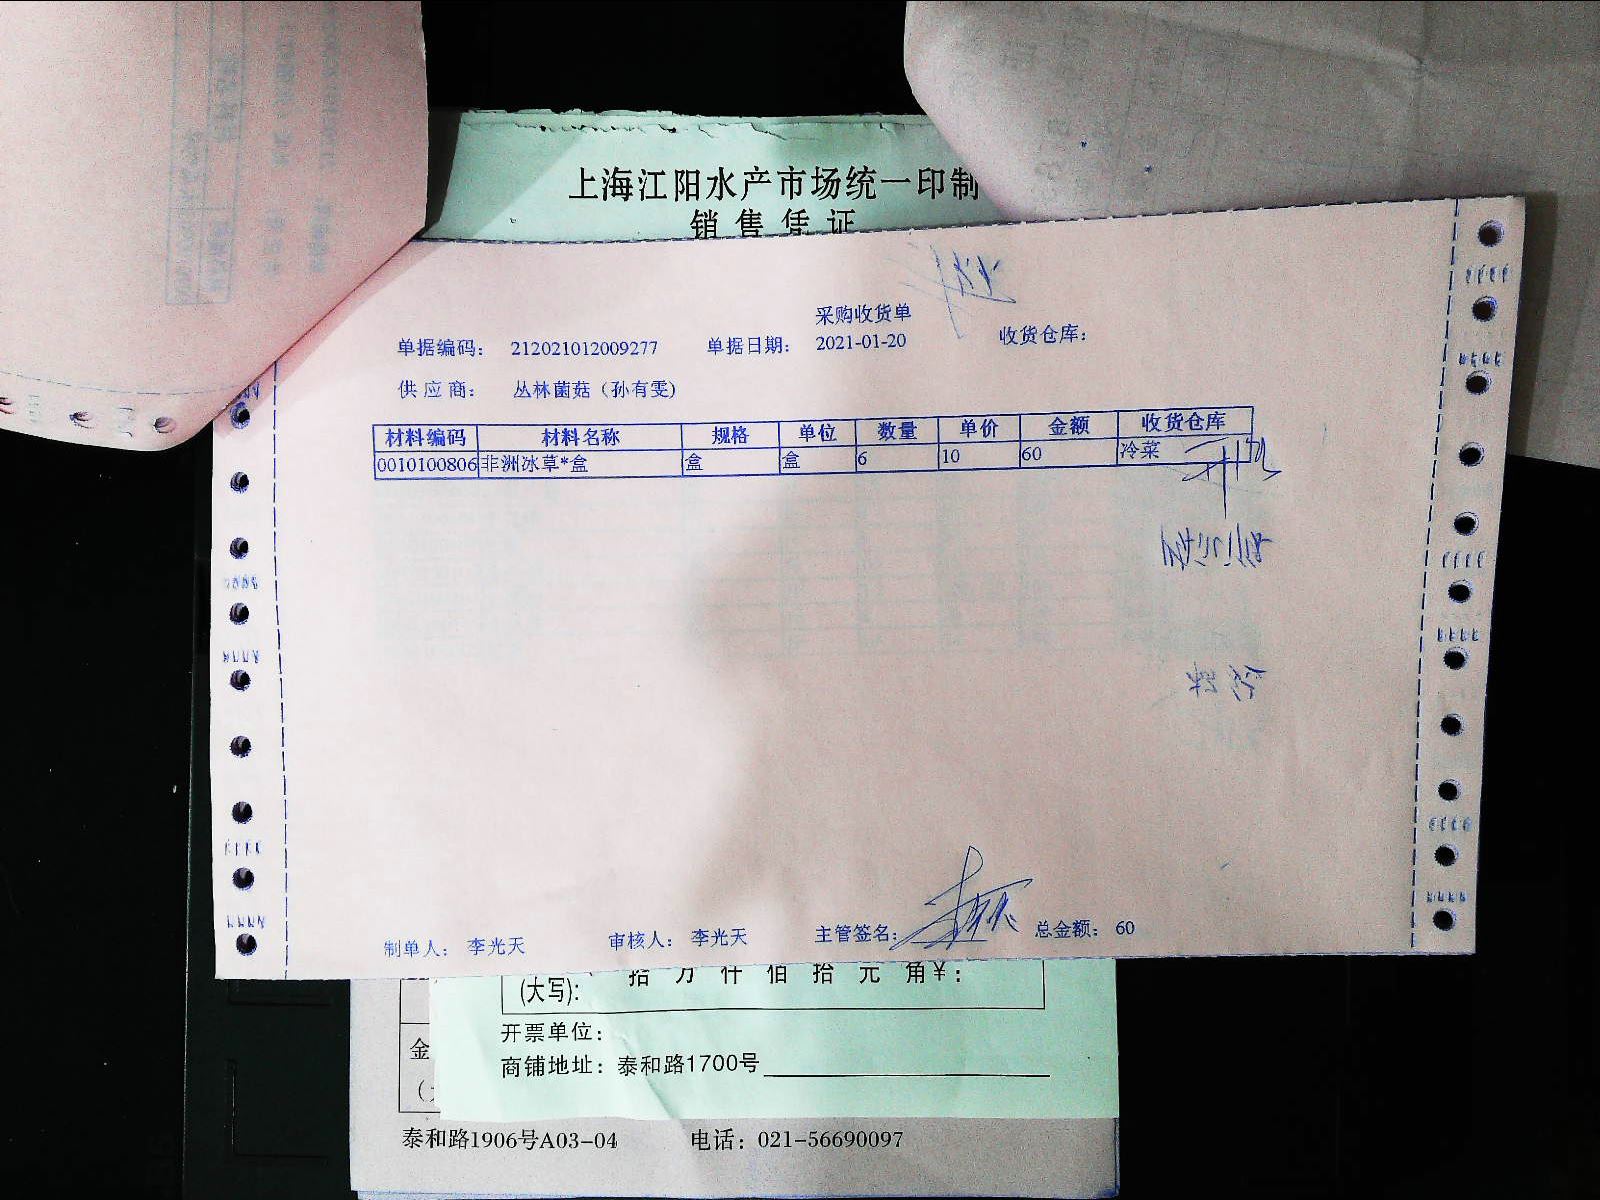 上海江阳水产市场统一印制
销售凭证
采购收货单
单据编码： 212021012009277 单据日期： 2021-01-20 收货仓库：
供应商： 丛林菌菇（孙有雯）
材料编码 材料名称 规格 单位 数量 单价 金额 收货仓库
0010100806 非洲冰草*盒 盒 盒 6 10 60 冷菜
制单人： 李光天 审核人： 李光天 主管签名： 总金额： 60
(大写): 拾 万 仟 佰 拾 元 角¥：
开票单位：
金
商铺地址：泰和路1700号
泰和路1906号A03-04 电话：021-56690097